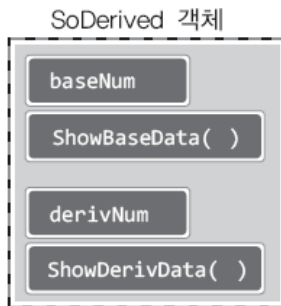 SoDerived 객체
baseNum
ShowBaseData( )
derivNum
ShowDerivData( )